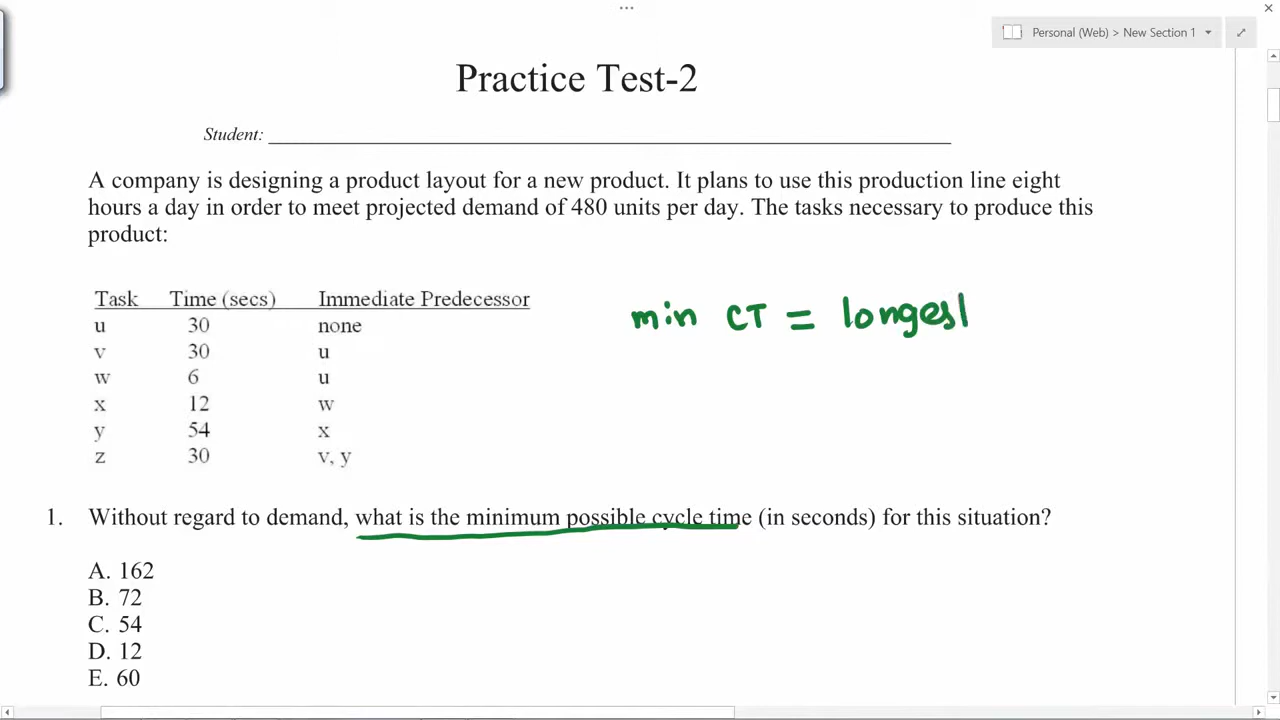 Personal (Web) > New Section 1
Practice Test-2
Student:
A company is designing a product layout for a new product. It plans to use this production line eight
hours a day in order to meet projected demand of 480 units per day. The tasks necessary to produce this
product:
Task Time (secs) Immediate Predecessor
u 30 none
v 30 u
w 6 u
x 12 w
y 54 x
z 30 v, y
min CT = longest
1. Without regard to demand, what is the minimum possible cycle time (in seconds) for this situation?
A. 162
B. 72
C. 54
D. 12
E. 60